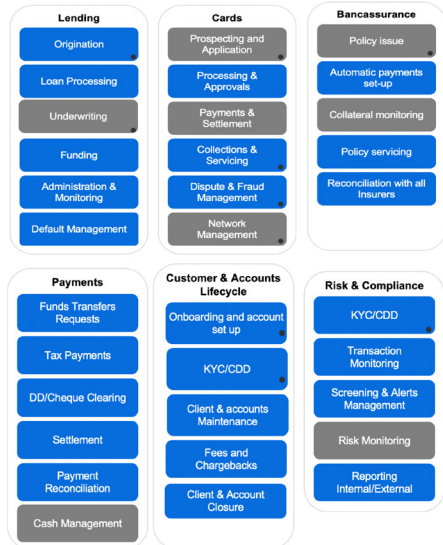 Lending
Origination
Loan Processing
Underwriting
Funding
Administration &
Monitoring
Default Management
Cards
Prospecting and
Application
Processing &
Approvals
Payments &
Settlement
Collections &
Servicing
Dispute & Fraud
Management
Network
Management
Bancassurance
Policy issue
Automatic payments
set-up
Collateral monitoring
Policy servicing
Reconciliation with all
Insurers
Payments
Funds Transfers
Requests
Tax Payments
DD/Cheque Clearing
Settlement
Payment
Reconciliation
Cash Management
Customer & Accounts
Lifecycle
Onboarding and account
set up
KYC/CDD
Client & accounts
Maintenance
Fees and
Chargebacks
Client & Account
Closure
Risk & Compliance
KYC/CDD
Transaction
Monitoring
Screening & Alerts
Management
Risk Monitoring
Reporting
Internal/External